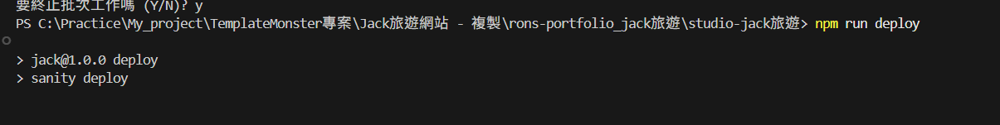 要終止批次工作嗎 (Y/N)? y
PS C:\Practice\My_project\TemplateMonster專案\Jack旅遊網站 - 複製\rons-portfolio_jack旅遊\studio-jack旅遊> npm run deploy
> jack@1.0.0 deploy
> sanity deploy